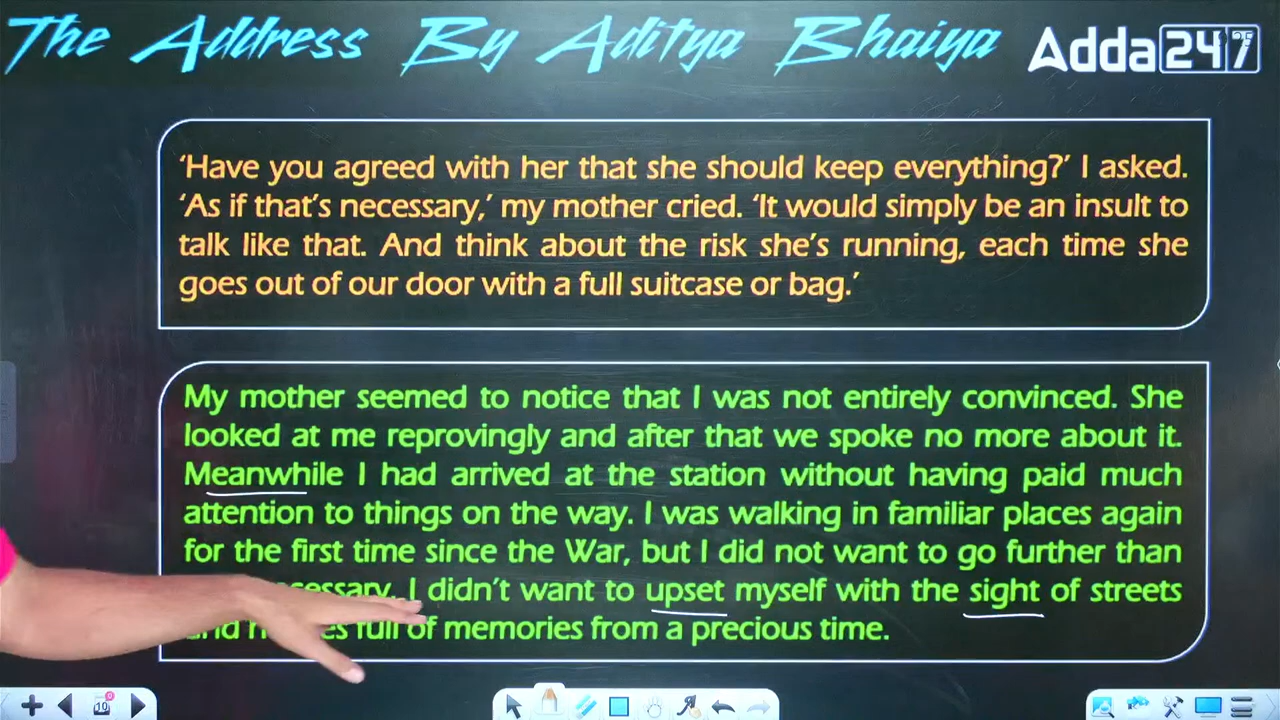 The Address By Aditya Bhaiya
Adda247
‘Have you agreed with her that she should keep everything?’ I asked.
‘As if that’s necessary,’ my mother cried. ‘It would simply be an insult to
talk like that. And think about the risk she’s running, each time she
goes out of our door with a full suitcase or bag.’
My mother seemed to notice that I was not entirely convinced. She
looked at me reprovingly and after that we spoke no more about it.
Meanwhile I had arrived at the station without having paid much
attention to things on the way. I was walking in familiar places again
for the first time since the War, but I did not want to go further than
I didn’t want to upset myself with the sight of streets
full of memories from a precious time.
10